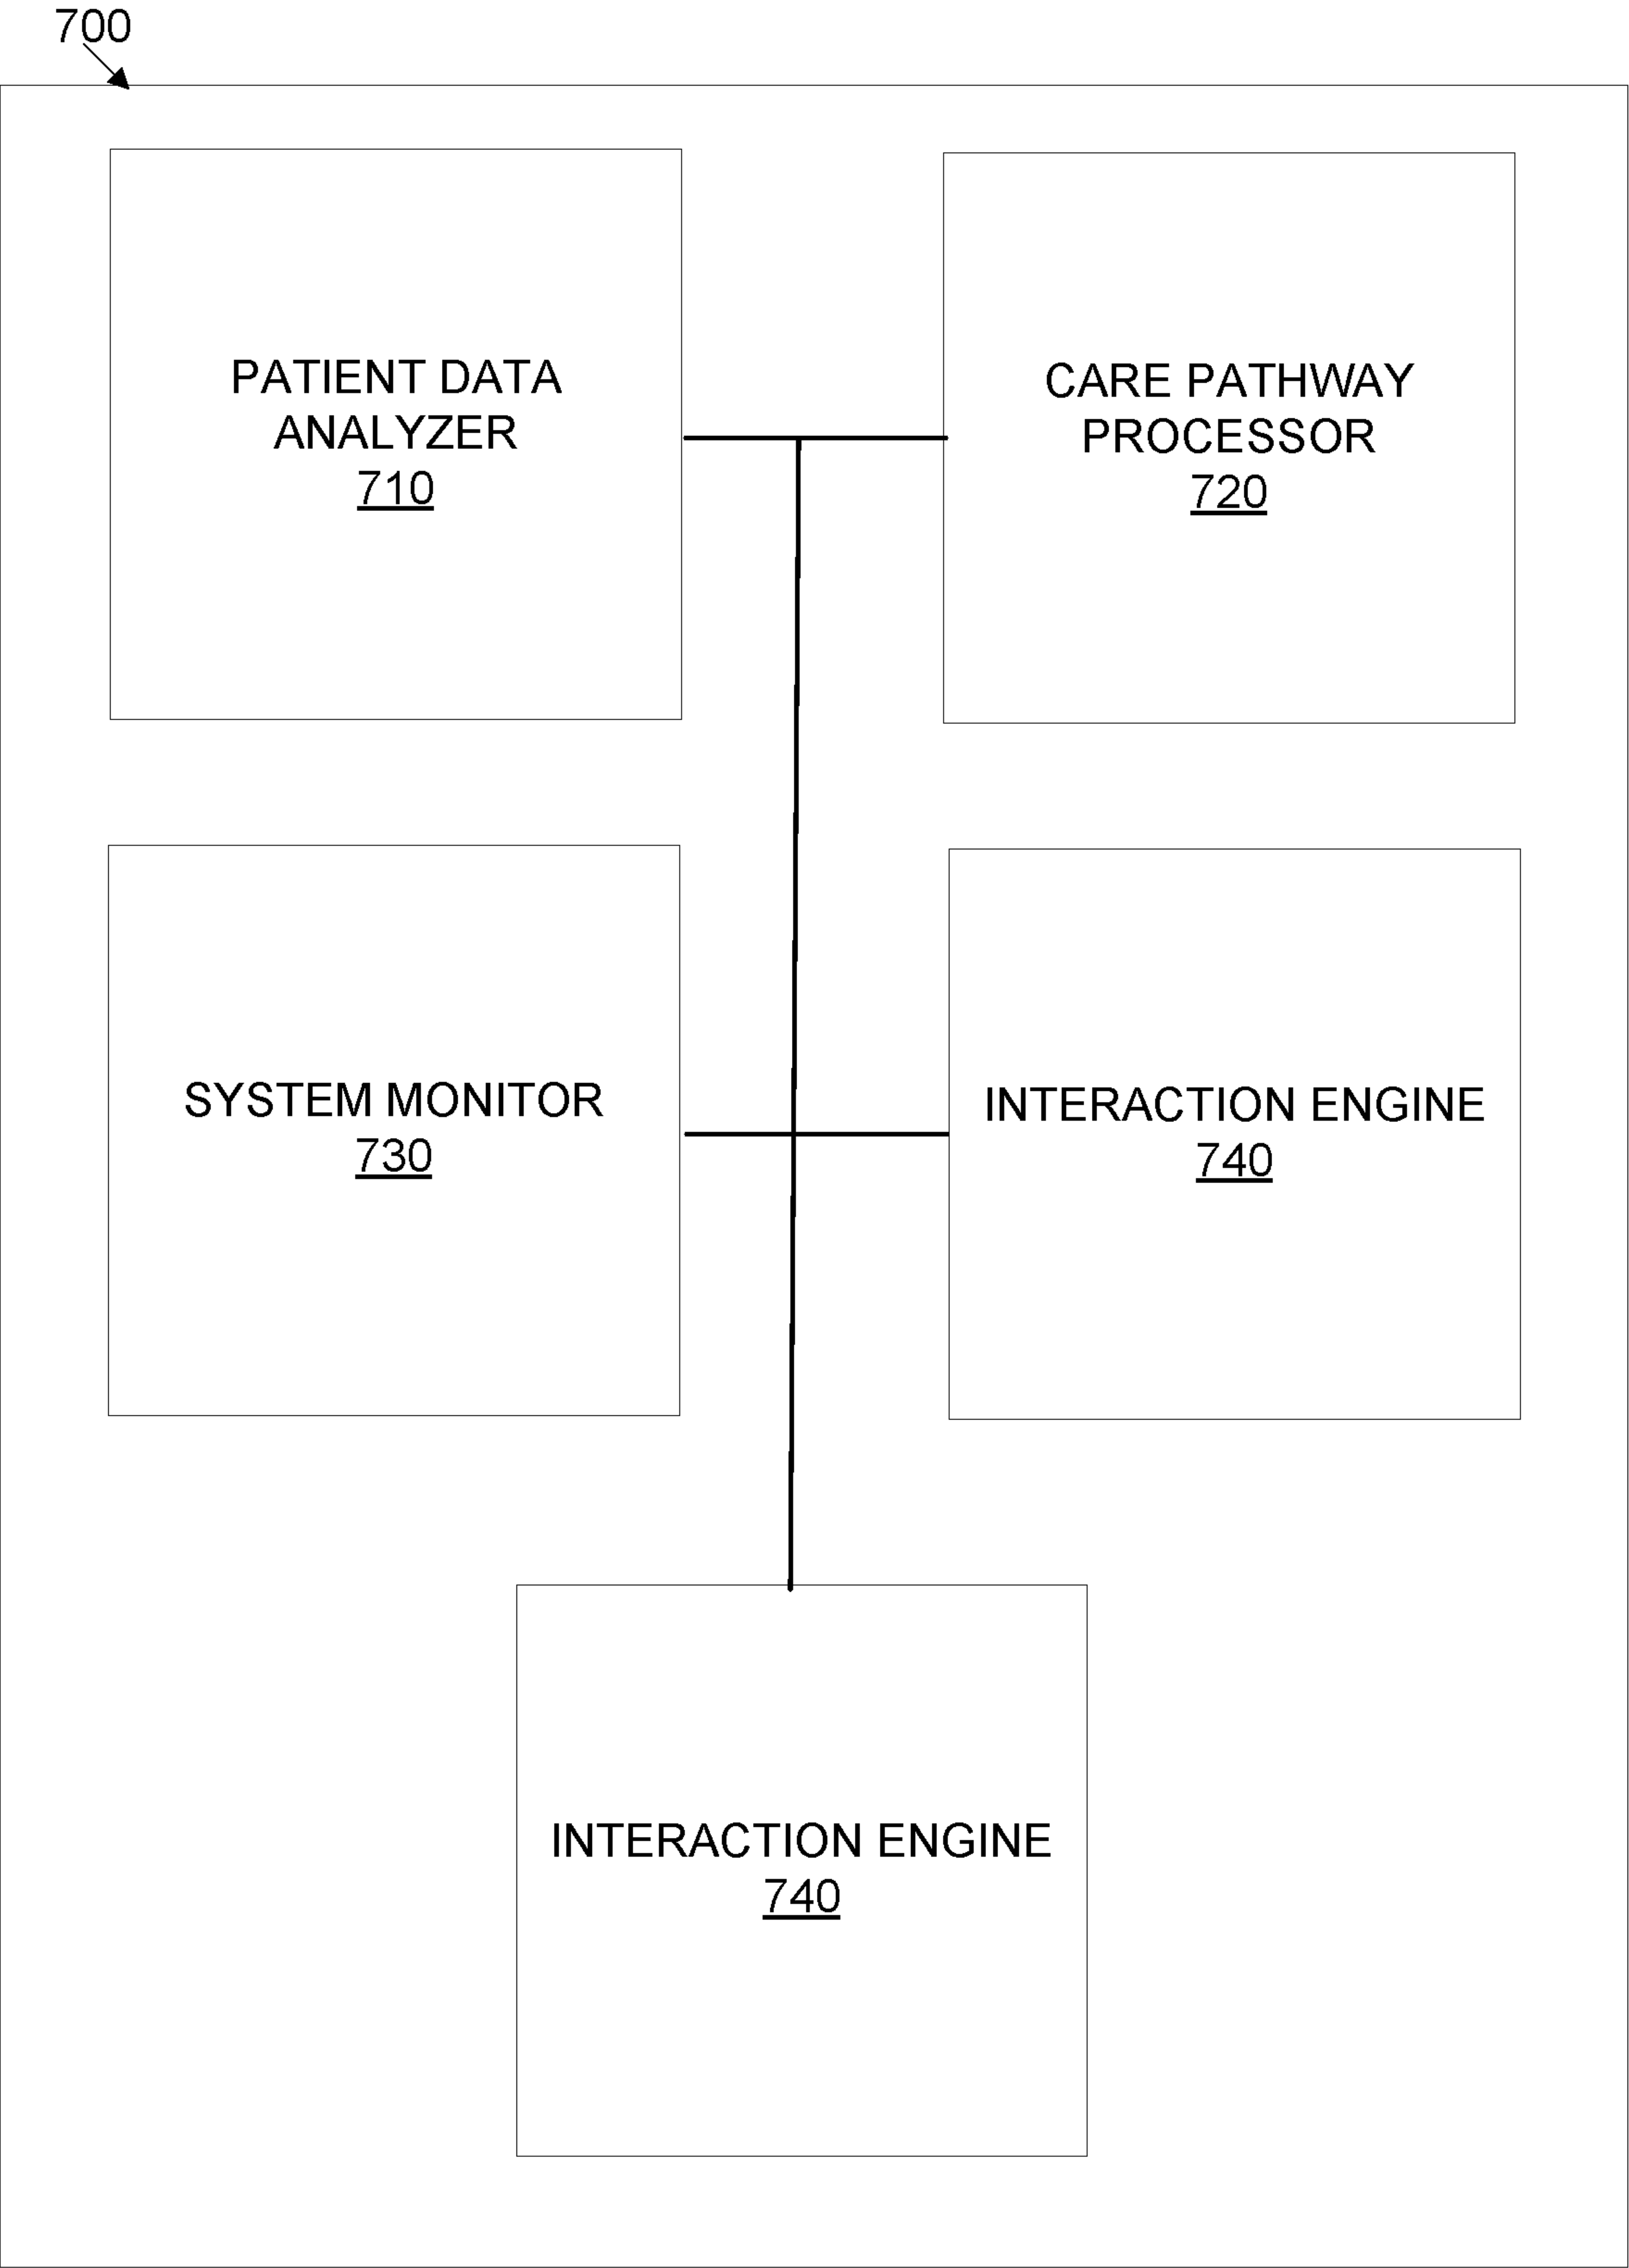 700
PATIENT DATA
ANALYZER
710
CARE PATHWAY
PROCESSOR
720
SYSTEM MONITOR
730
INTERACTION ENGINE
740
INTERACTION ENGINE
740